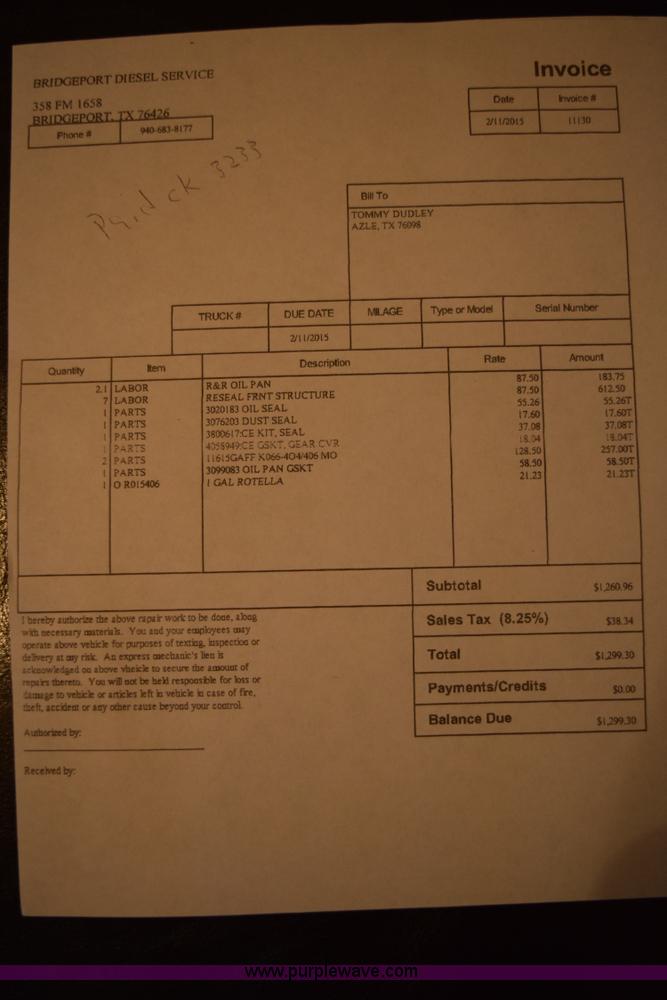 BRIDGEPORT DIESEL SERVICE
358 FM 1658
BRIDGEPORT, TX 76426
Phone # 940-683-8177
Invoice
Date Invoice #
2/11/2015 11130
Paid ck 3233
Bill To
TOMMY DUDLEY
AZLE, TX 76098
TRUCK # DUE DATE MILAGE Type or Model Serial Number
2/11/2015
Quantity Item Description Rate Amount
2.1 LABOR R&R OIL PAN 87.50 183.75
7 LABOR RESEAL FRNT STRUCTURE 87.50 612.50
1 PARTS 3020183 OIL SEAL 55.26 55.26T
1 PARTS 3076203 DUST SEAL 17.60 17.60T
1 PARTS 3800617:CE KIT, SEAL 37.08 37.08T
1 PARTS 4058949:CE GSKT, GEAR CVR 18.04 18.04T
2 PARTS 11615GAFF K066-404/406 MO 128.50 257.00T
1 PARTS 3099083 OIL PAN GSKT 58.50 58.50T
1 O R015406 1 GAL ROTELLA 21.23 21.23T
Subtotal $1,260.96
Sales Tax (8.25%) $38.34
Total $1,299.30
Payments/Credits $0.00
Balance Due $1,299.30
I hereby authorize the above rapair work to be done, along
with necessary materials. You and your employees may
operate above vehicle for purposes of texting, inspection or
delivery at my risk. An express mechanic's lien is
acknowledged on above vheicle to secure the amount of
repairs thereto. You will not be held responsible for loss or
damage to vehicle or articles left in vehicle in case of fire,
theft, accident or any other cause beyond your control.
Authorized by:
Received by:
www.purplewave.com